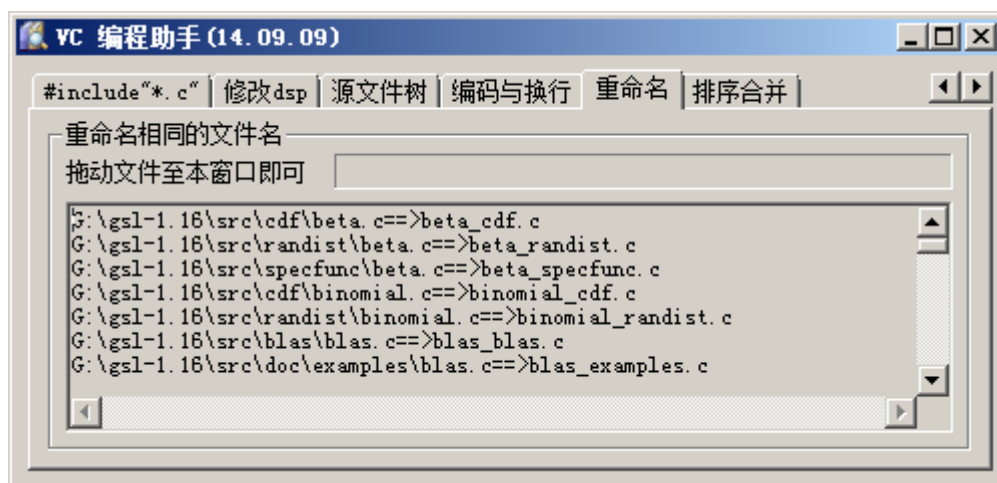 VC 编程助手(14.09.09)
#include"*.c" 修改dsp 源文件树 编码与换行 重命名 排序合并
重命名相同的文件名
拖动文件至本窗口即可
G:\gsl-1.16\src\cdf\beta.c==>beta_cdf.c
G:\gsl-1.16\src\randist\beta.c==>beta_randist.c
G:\gsl-1.16\src\specfunc\beta.c==>beta_specfunc.c
G:\gsl-1.16\src\cdf\binomial.c==>binomial_cdf.c
G:\gsl-1.16\src\randist\binomial.c==>binomial_randist.c
G:\gsl-1.16\src\blas\blas.c==>blas_blas.c
G:\gsl-1.16\src\doc\examples\blas.c==>blas_examples.c